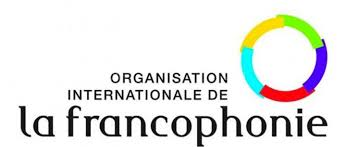 ORGANISATION
INTERNATIONALE DE
la francophonie